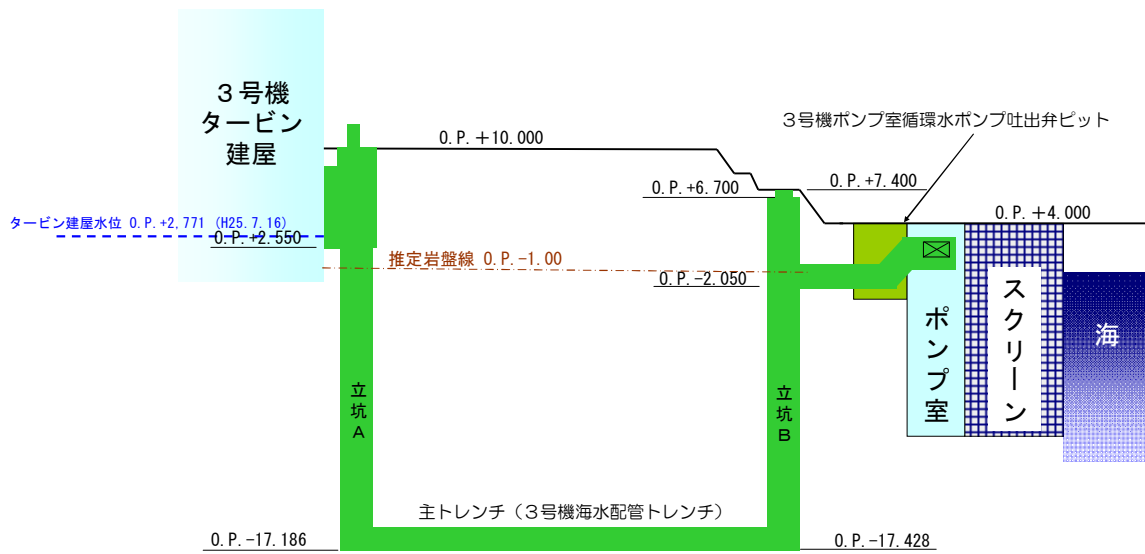 ３号機
タービン
建屋
３号機ポンプ室循環水ポンプ吐出弁ピット
O.P.＋10.000
O.P.+6.700
O.P.+7.400
O.P.+4.000
タービン建屋水位 O.P.+2,771 (H25.7.16)
O.P.+2.550
推定岩盤線 O.P.-1.00
O.P.-2.050
ポンプ室
スクリーン
海
立坑Ａ
立坑Ｂ
主トレンチ（３号機海水配管トレンチ）
O.P.-17.186
O.P.-17.428